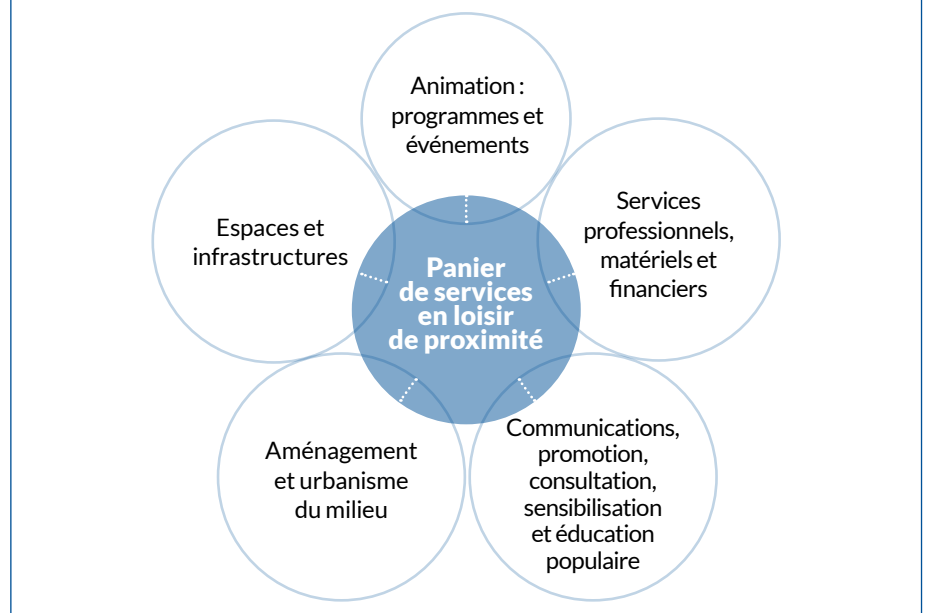 Animation :
programmes et
événements
Espaces et
infrastructures
Services
professionnels,
matériels et
financiers
Panier
de services
en loisir
de proximité
Aménagement
et urbanisme
du milieu
Communications,
promotion,
consultation,
sensibilisation
et éducation
populaire